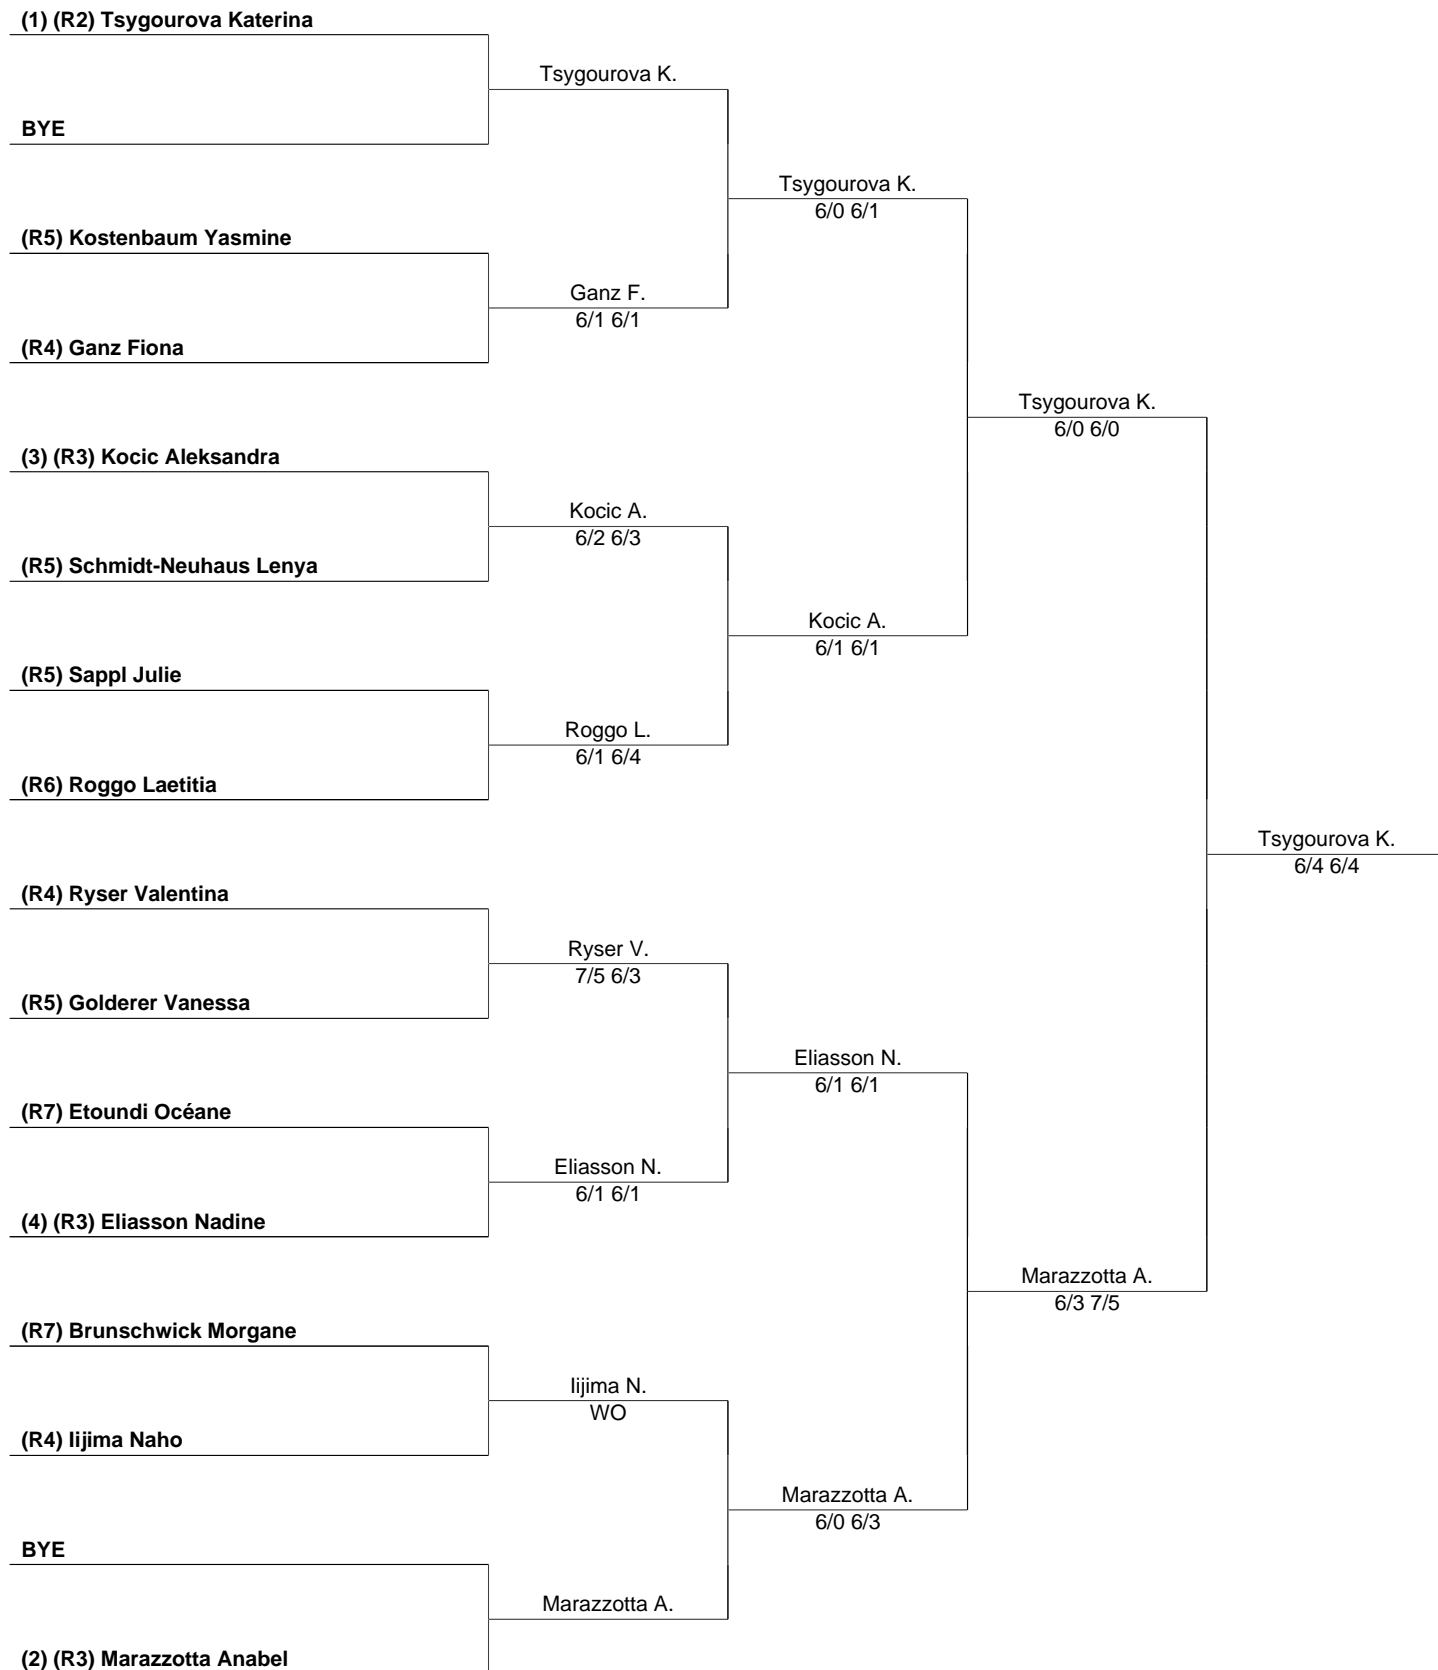 (1) (R2) Tsygourova Katerina
Tsygourova K.
BYE
Tsygourova K.
6/0 6/1
(R5) Kostenbaum Yasmine
Ganz F.
6/1 6/1
(R4) Ganz Fiona
Tsygourova K.
6/0 6/0
(3) (R3) Kocic Aleksandra
Kocic A.
6/2 6/3
(R5) Schmidt-Neuhaus Lenya
Kocic A.
6/1 6/1
(R5) Sappl Julie
Roggo L.
6/1 6/4
(R6) Roggo Laetitia
Tsygourova K.
6/4 6/4
(R4) Ryser Valentina
Ryser V.
7/5 6/3
(R5) Golderer Vanessa
Eliasson N.
6/1 6/1
(R7) Etoundi Océane
Eliasson N.
6/1 6/1
(4) (R3) Eliasson Nadine
Marazzotta A.
6/3 7/5
(R7) Brunschwick Morgane
Iijima N.
WO
(R4) Iijima Naho
Marazzotta A.
6/0 6/3
BYE
Marazzotta A.
(2) (R3) Marazzotta Anabel